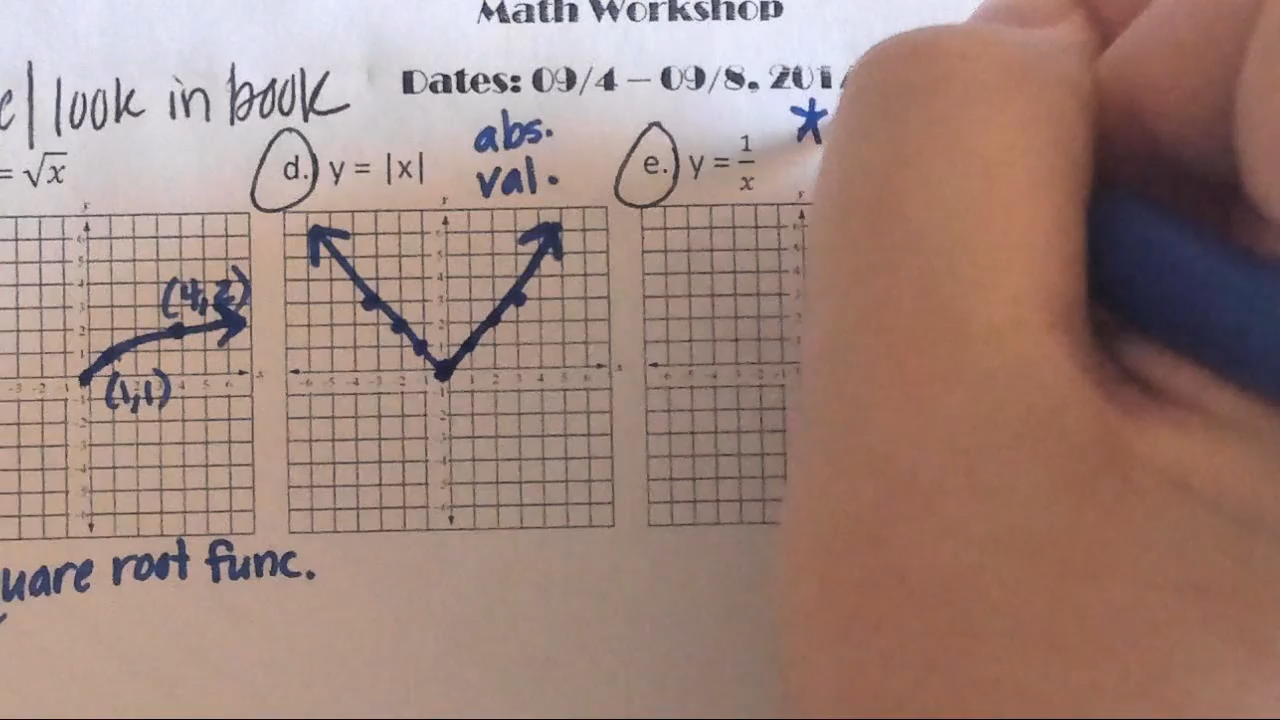 Math Workshop
Dates: 09/4 – 09/8, 201
look in book
= √x
d.) y = |x|
abs.
val.
e.) y = 1/x
(4,2)
(1,1)
uare root func.